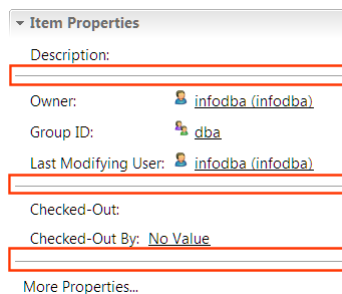 Item Properties
Description:
Owner: infodba (infodba)
Group ID: dba
Last Modifying User: infodba (infodba)
Checked-Out:
Checked-Out By: No Value
More Properties...